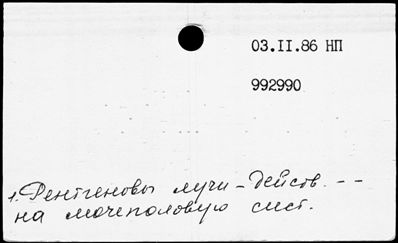 03.II.86 НП
992990
1. Рентгеновы лучи - действ. --
на мочеполовую сист.